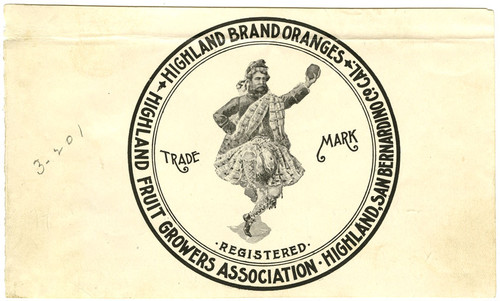 ★ HIGHLAND BRAND ORANGES ★
HIGHLAND FRUIT GROWERS ASSOCIATION · HIGHLAND, SAN BERNARDINO CO., CAL.
TRADE MARK
· REGISTERED ·
3-201